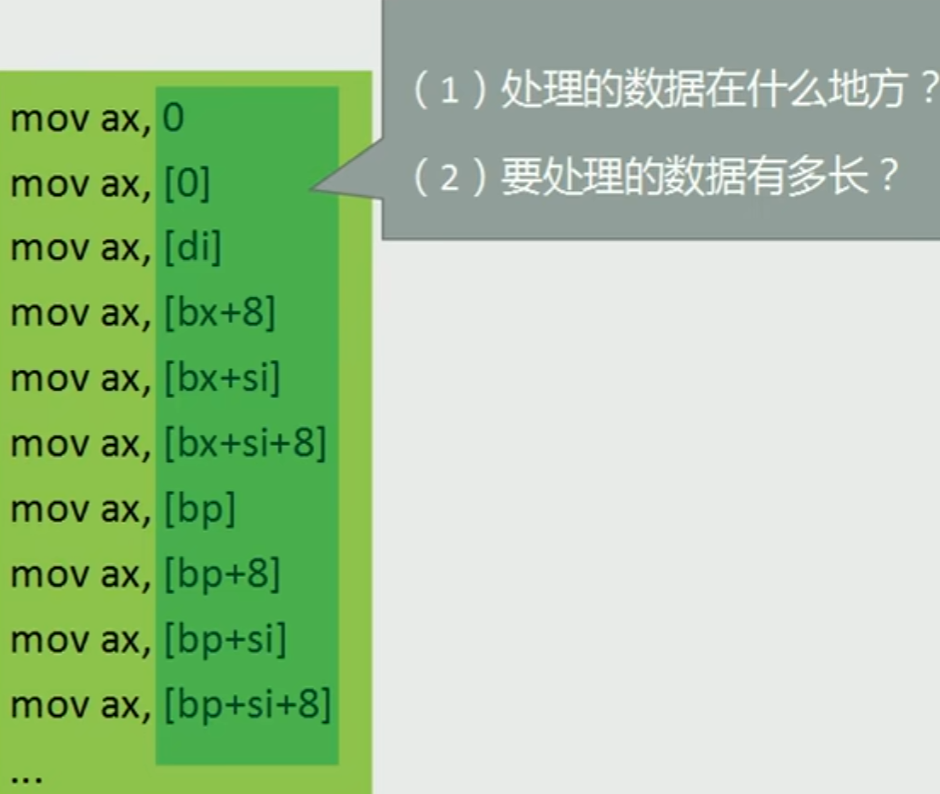 mov ax, 0
mov ax, [0]
mov ax, [di]
mov ax, [bx+8]
mov ax, [bx+si]
mov ax, [bx+si+8]
mov ax, [bp]
mov ax, [bp+8]
mov ax, [bp+si]
mov ax, [bp+si+8]
...
（1）处理的数据在什么地方？
（2）要处理的数据有多长？